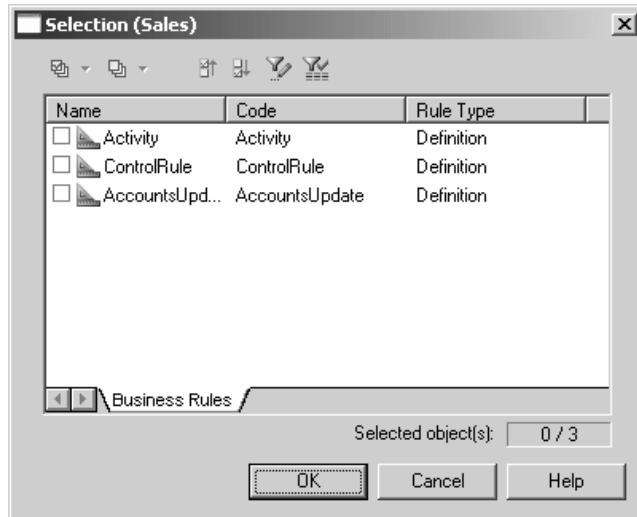 Selection (Sales)
Name Code Rule Type
Activity Activity Definition
ControlRule ControlRule Definition
AccountsUpd... AccountsUpdate Definition
Business Rules
Selected object(s): 0 / 3
OK Cancel Help